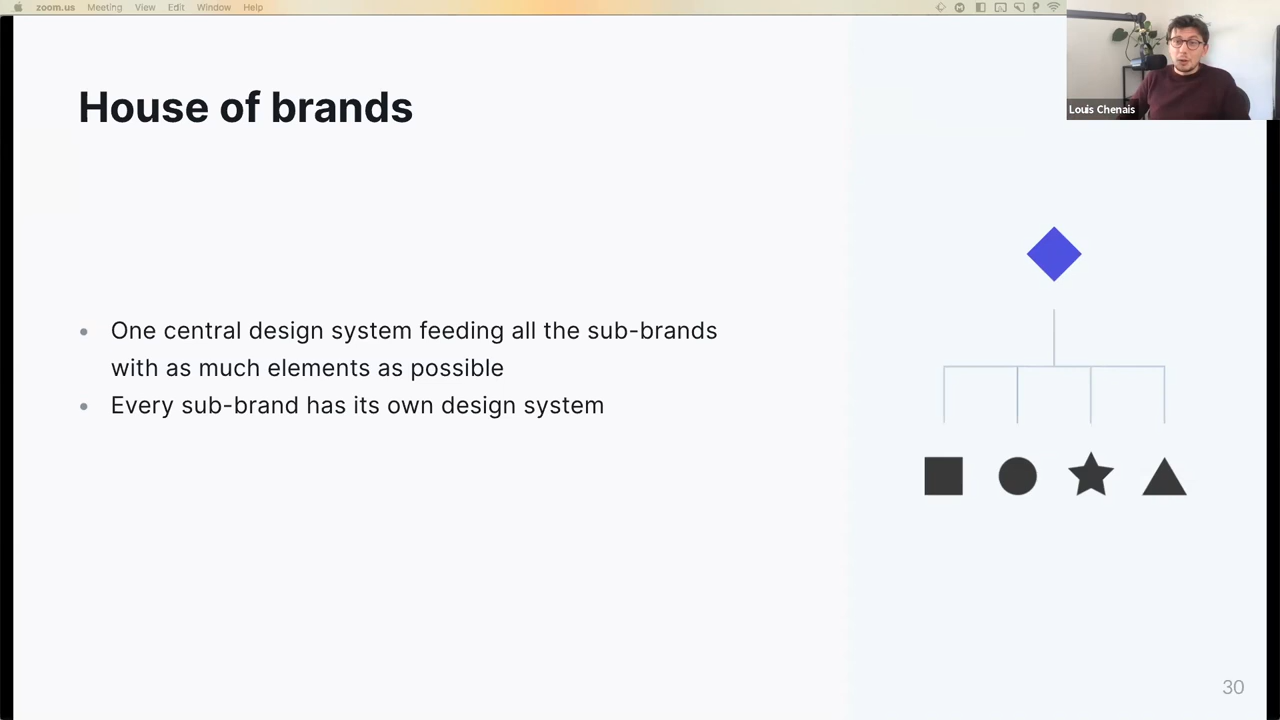 zoom.us Meeting View Edit Window Help
Louis Chenais
House of brands
• One central design system feeding all the sub-brands
with as much elements as possible
• Every sub-brand has its own design system
30